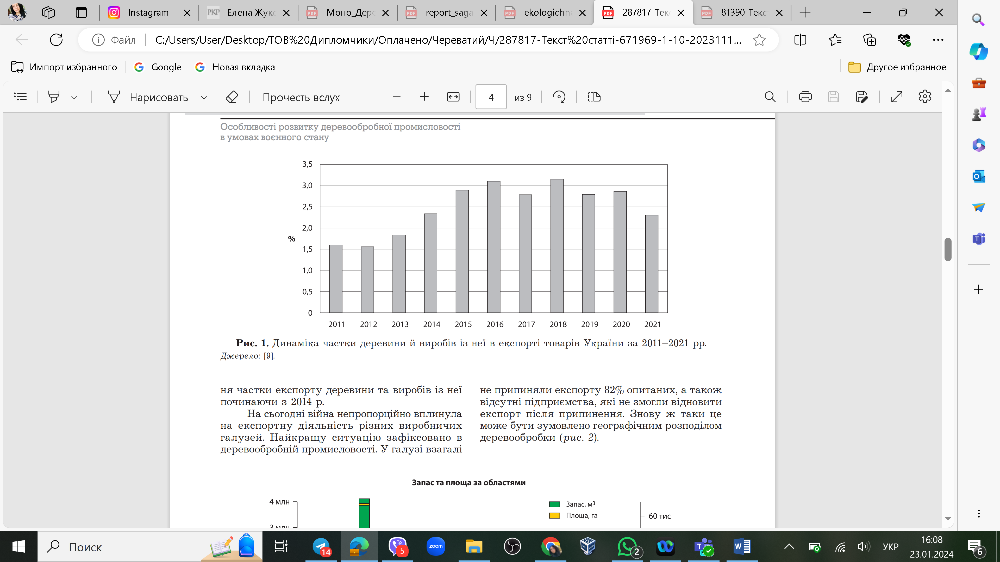 Instagram
Елена Жук
Моно_Дере
report_saga
ekologichn
287817-Тек
81390-Текс
Файл
C:/Users/User/Desktop/ТОВ%20Дипломчики/Оплачено/Череватий/Ч/287817-Текст%20статті-671969-1-10-2023111...
Импорт избранного
Google
Новая вкладка
Другое избранное
Нарисовать
Прочесть вслух
4
из 9
Особливості розвитку деревообробної промисловості
в умовах воєнного стану
3,5
3,0
2,5
2,0
%
1,5
1,0
0,5
0
2011 2012 2013 2014 2015 2016 2017 2018 2019 2020 2021
Рис. 1. Динаміка частки деревини й виробів із неї в експорті товарів України за 2011–2021 рр.
Джерело: [9].
ня частки експорту деревини та виробів із неї
починаючи з 2014 р.
На сьогодні війна непропорційно вплинула
на експортну діяльність різних виробничих
галузей. Найкращу ситуацію зафіксовано в
деревообробній промисловості. У галузі взагалі
не припиняли експорту 82% опитаних, а також
відсутні підприємства, які не змогли відновити
експорт після припинення. Знову ж таки це
може бути зумовлено географічним розподілом
деревообробки (рис. 2).
Запас та площа за областями
4 млн
3 млн
Запас, м³
Площа, га
60 тис
Поиск
14
5
zoom
2
УКР
16:08
23.01.2024
6